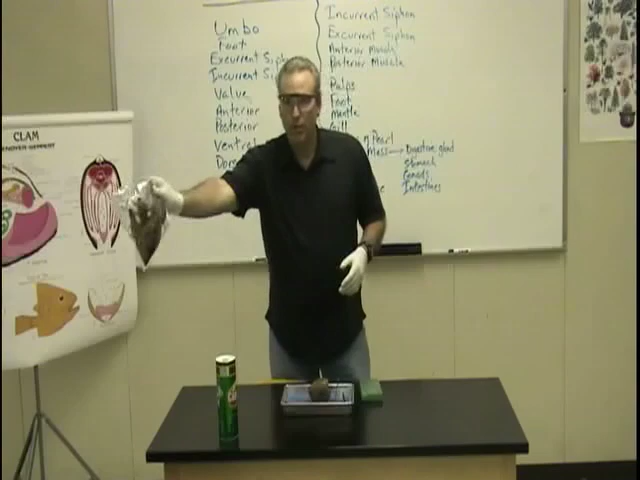 CLAM
Umbo
Foot
Excurrent Siph
Incurrent Si
Valve
Anterior
Posterior
Ventral
Dors
Incurrent Siphon
Excurrent Siphon
Anterior Muscle
Posterior Muscle
Palps
Foot
Mantle
Pearl
Mass → Digestive gland
Stomach
Gonads
Intestines